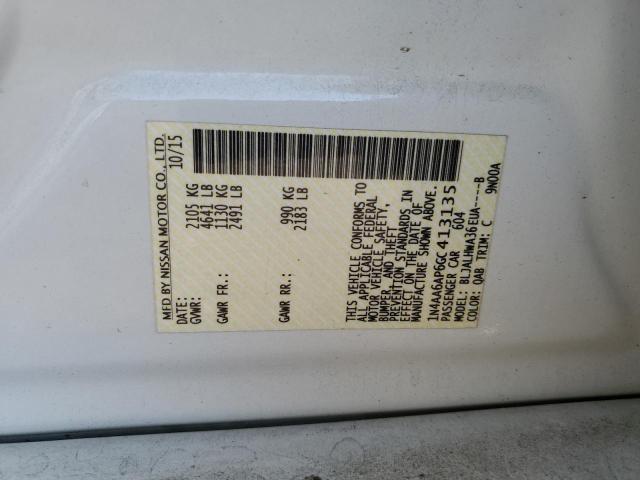 MFD BY NISSAN MOTOR CO., LTD.
DATE: 10/15
GVWR: 2105 KG
4641 LB
GAWR FR.: 1130 KG
2491 LB
GAWR RR.: 990 KG
2183 LB
THIS VEHICLE CONFORMS TO
ALL APPLICABLE FEDERAL
MOTOR VEHICLE SAFETY,
BUMPER, AND THEFT
PREVENTION STANDARDS IN
EFFECT ON THE DATE OF
MANUFACTURE SHOWN ABOVE.
1N4AA6AP6GC413135
PASSENGER CAR 604
MODEL: BLJALHWA36EUA----B
COLOR: QAB TRIM: C 9N00A